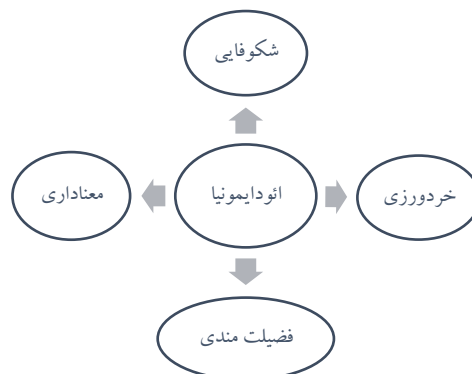 شکوفایی
خردورزی
ائودایمونیا
معناداری
فضیلت مندی